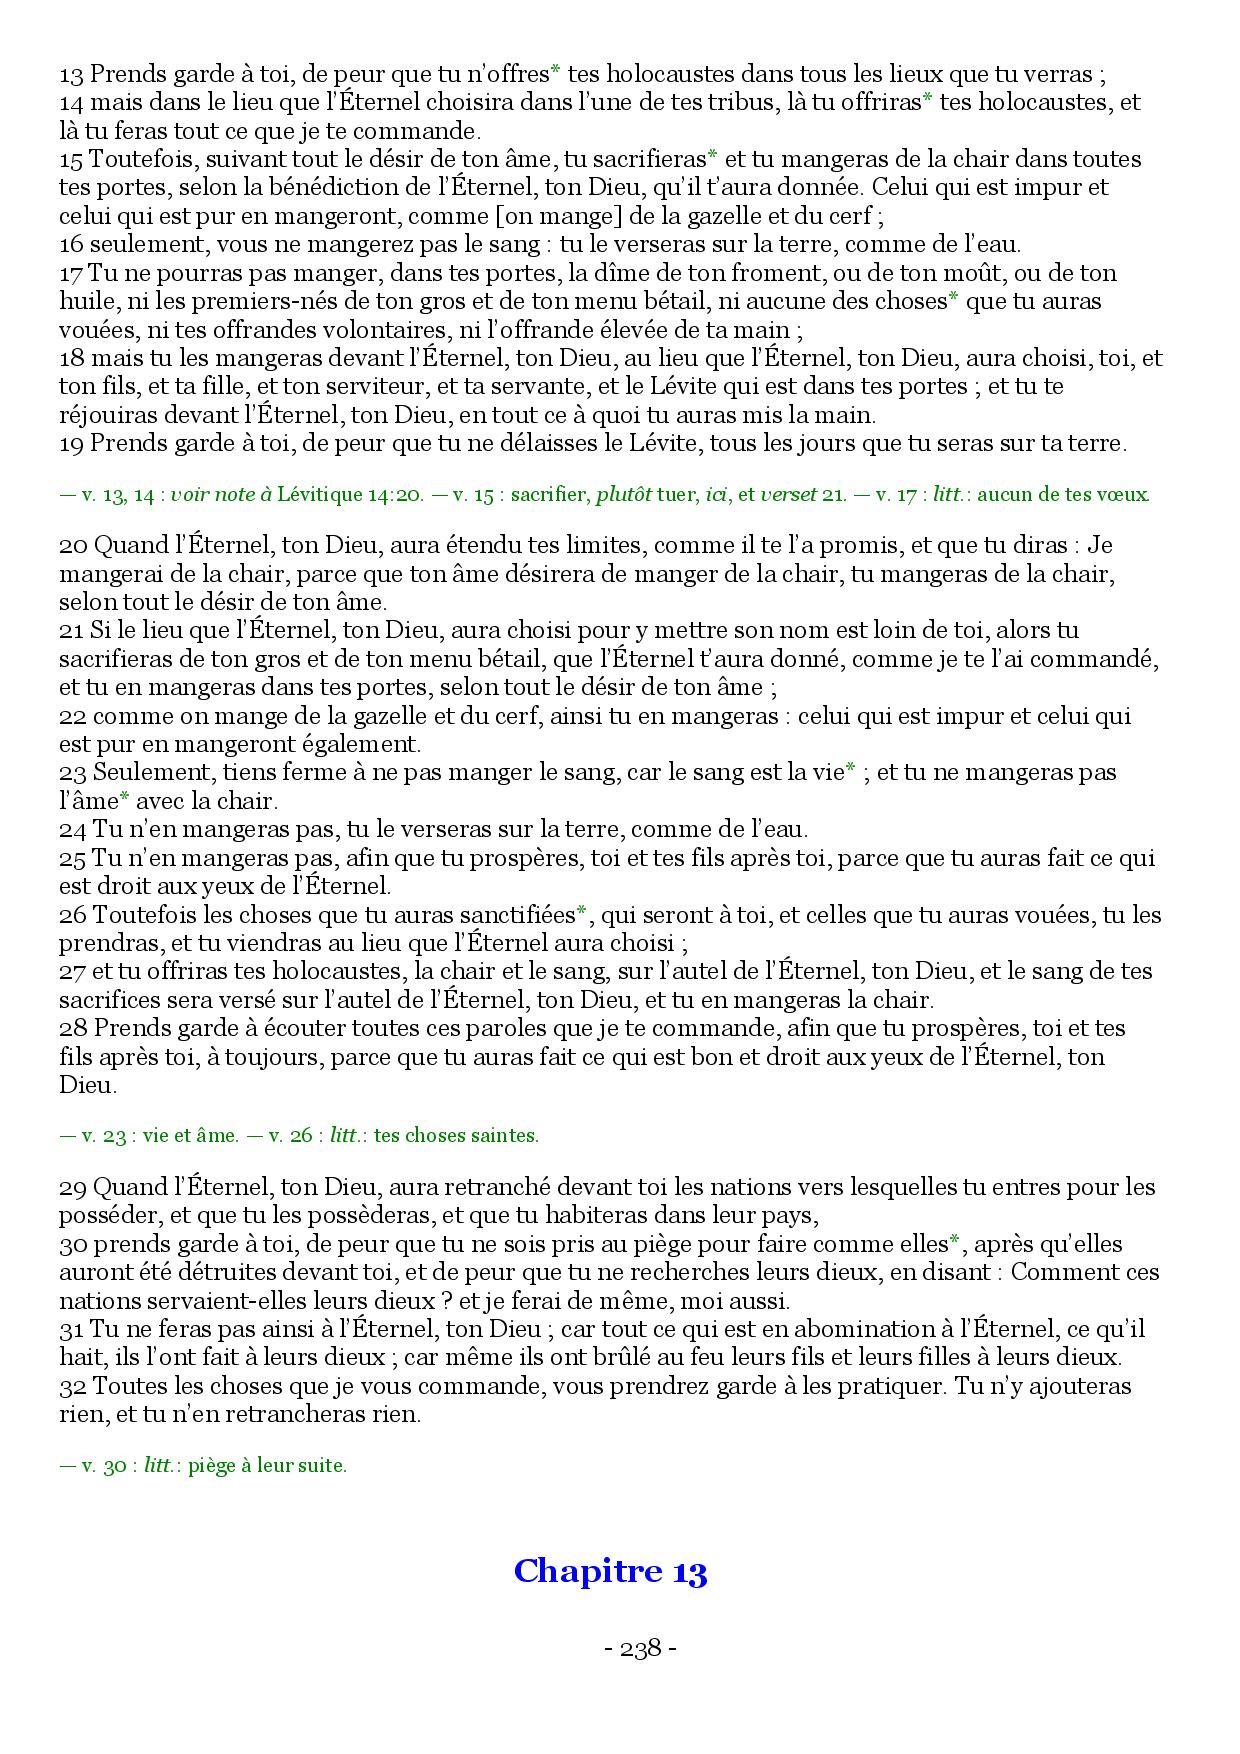 13 Prends garde à toi, de peur que tu n’offres* tes holocaustes dans tous les lieux que tu verras ;
14 mais dans le lieu que l’Éternel choisira dans l’une de tes tribus, là tu offriras* tes holocaustes, et
là tu feras tout ce que je te commande.
15 Toutefois, suivant tout le désir de ton âme, tu sacrifieras* et tu mangeras de la chair dans toutes
tes portes, selon la bénédiction de l’Éternel, ton Dieu, qu’il t’aura donnée. Celui qui est impur et
celui qui est pur en mangeront, comme [on mange] de la gazelle et du cerf ;
16 seulement, vous ne mangerez pas le sang : tu le verseras sur la terre, comme de l’eau.
17 Tu ne pourras pas manger, dans tes portes, la dîme de ton froment, ou de ton moût, ou de ton
huile, ni les premiers-nés de ton gros et de ton menu bétail, ni aucune des choses* que tu auras
vouées, ni tes offrandes volontaires, ni l’offrande élevée de ta main ;
18 mais tu les mangeras devant l’Éternel, ton Dieu, au lieu que l’Éternel, ton Dieu, aura choisi, toi, et
ton fils, et ta fille, et ton serviteur, et ta servante, et le Lévite qui est dans tes portes ; et tu te
réjouiras devant l’Éternel, ton Dieu, en tout ce à quoi tu auras mis la main.
19 Prends garde à toi, de peur que tu ne délaisses le Lévite, tous les jours que tu seras sur ta terre.
— v. 13, 14 : voir note à Lévitique 14:20. — v. 15 : sacrifier, plutôt tuer, ici, et verset 21. — v. 17 : litt.: aucun de tes vœux.
20 Quand l’Éternel, ton Dieu, aura étendu tes limites, comme il te l’a promis, et que tu diras : Je
mangerai de la chair, parce que ton âme désirera de manger de la chair, tu mangeras de la chair,
selon tout le désir de ton âme.
21 Si le lieu que l’Éternel, ton Dieu, aura choisi pour y mettre son nom est loin de toi, alors tu
sacrifieras de ton gros et de ton menu bétail, que l’Éternel t’aura donné, comme je te l’ai commandé,
et tu en mangeras dans tes portes, selon tout le désir de ton âme ;
22 comme on mange de la gazelle et du cerf, ainsi tu en mangeras : celui qui est impur et celui qui
est pur en mangeront également.
23 Seulement, tiens ferme à ne pas manger le sang, car le sang est la vie* ; et tu ne mangeras pas
l’âme* avec la chair.
24 Tu n’en mangeras pas, tu le verseras sur la terre, comme de l’eau.
25 Tu n’en mangeras pas, afin que tu prospères, toi et tes fils après toi, parce que tu auras fait ce qui
est droit aux yeux de l’Éternel.
26 Toutefois les choses que tu auras sanctifiées*, qui seront à toi, et celles que tu auras vouées, tu les
prendras, et tu viendras au lieu que l’Éternel aura choisi ;
27 et tu offriras tes holocaustes, la chair et le sang, sur l’autel de l’Éternel, ton Dieu, et le sang de tes
sacrifices sera versé sur l’autel de l’Éternel, ton Dieu, et tu en mangeras la chair.
28 Prends garde à écouter toutes ces paroles que je te commande, afin que tu prospères, toi et tes
fils après toi, à toujours, parce que tu auras fait ce qui est bon et droit aux yeux de l’Éternel, ton
Dieu.
— v. 23 : vie et âme. — v. 26 : litt.: tes choses saintes.
29 Quand l’Éternel, ton Dieu, aura retranché devant toi les nations vers lesquelles tu entres pour les
posséder, et que tu les possèderas, et que tu habiteras dans leur pays,
30 prends garde à toi, de peur que tu ne sois pris au piège pour faire comme elles*, après qu’elles
auront été détruites devant toi, et de peur que tu ne recherches leurs dieux, en disant : Comment ces
nations servaient-elles leurs dieux ? et je ferai de même, moi aussi.
31 Tu ne feras pas ainsi à l’Éternel, ton Dieu ; car tout ce qui est en abomination à l’Éternel, ce qu’il
hait, ils l’ont fait à leurs dieux ; car même ils ont brûlé au feu leurs fils et leurs filles à leurs dieux.
32 Toutes les choses que je vous commande, vous prendrez garde à les pratiquer. Tu n’y ajouteras
rien, et tu n’en retrancheras rien.
— v. 30 : litt.: piège à leur suite.
Chapitre 13
- 238 -